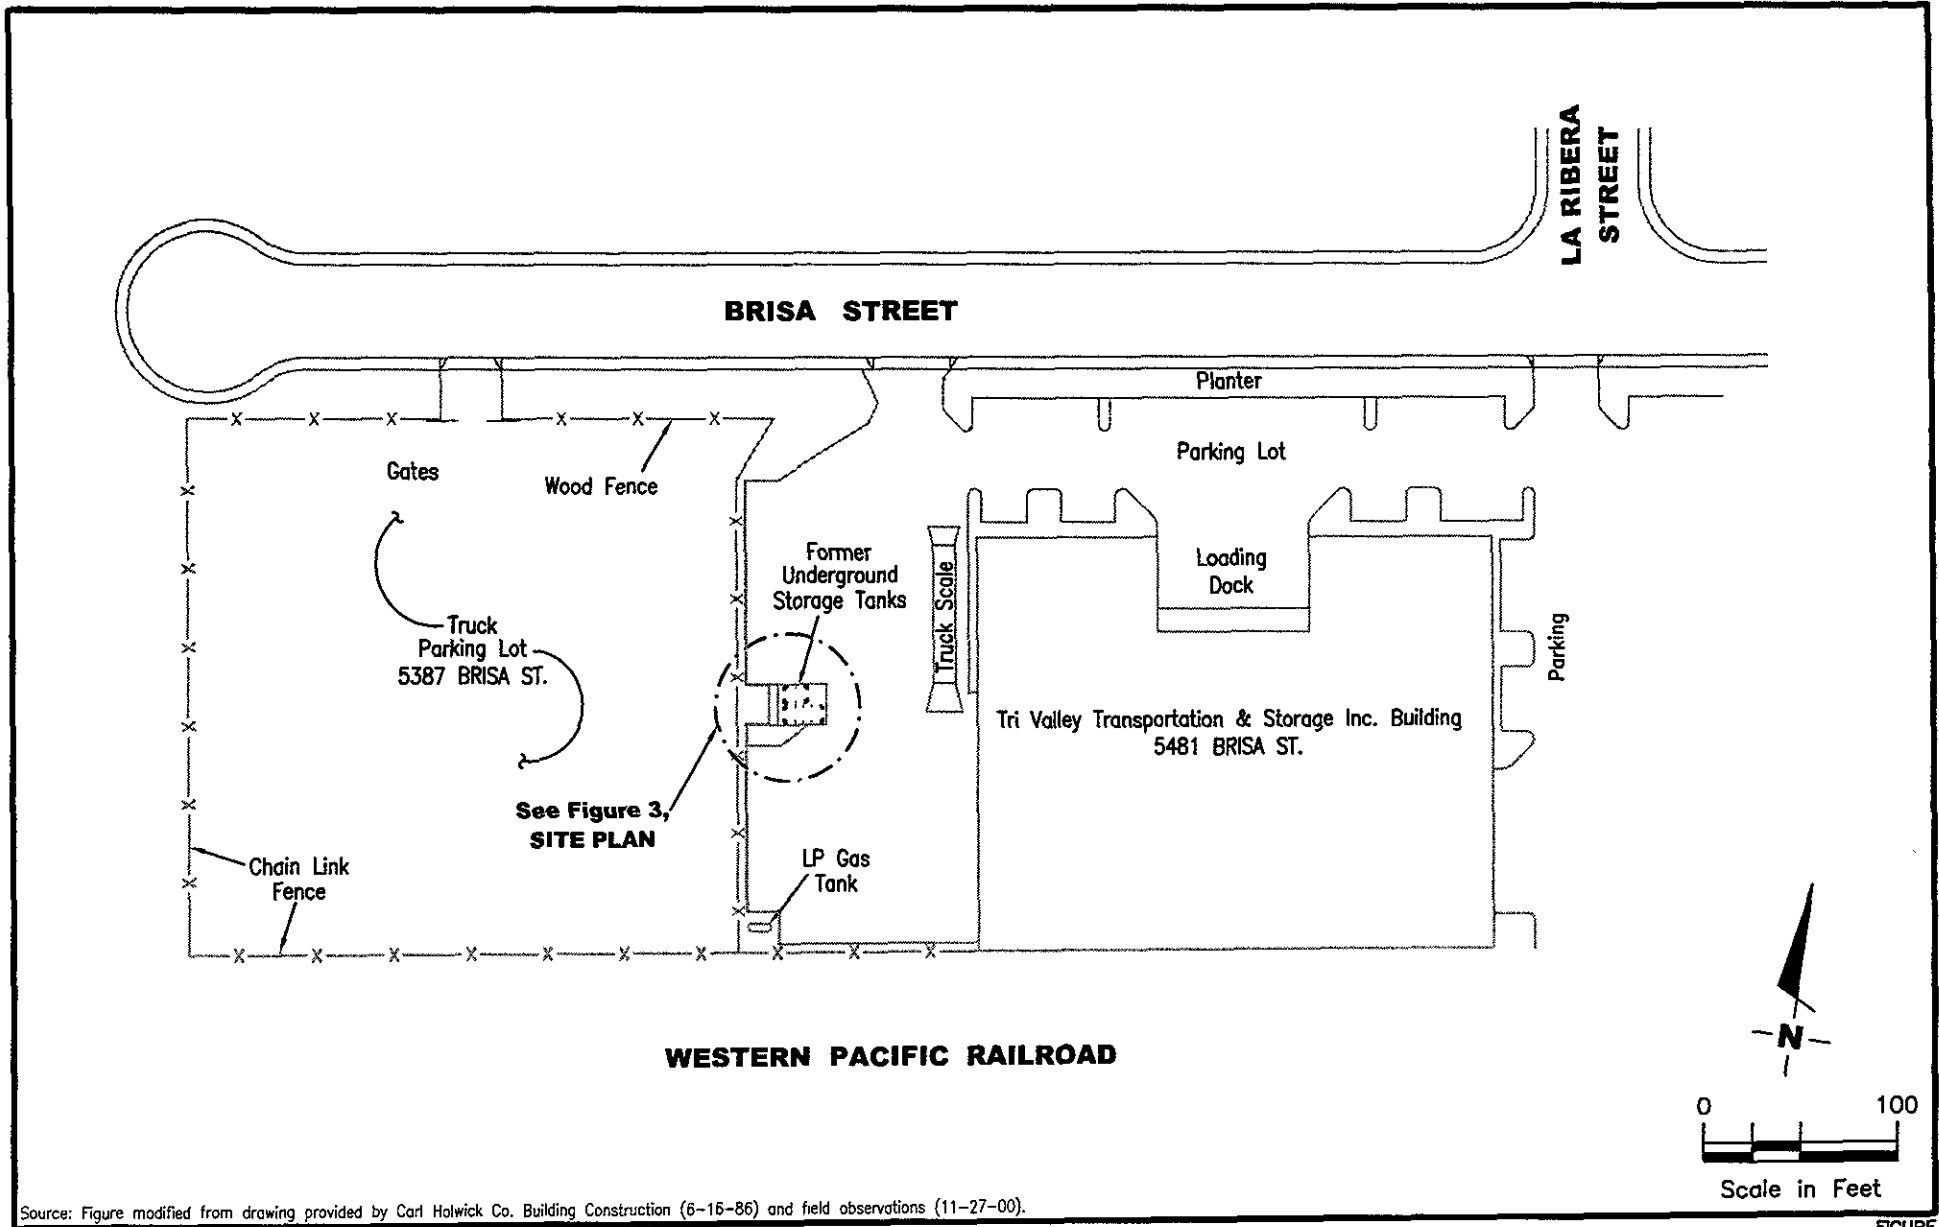 LA RIBERA
STREET
BRISA STREET
Planter
Parking Lot
Gates
Wood Fence
Former
Underground
Storage Tanks
Truck Scale
Loading
Dock
Parking
Truck
Parking Lot
5387 BRISA ST.
Tri Valley Transportation & Storage Inc. Building
5481 BRISA ST.
See Figure 3,
SITE PLAN
LP Gas
Tank
Chain Link
Fence
WESTERN PACIFIC RAILROAD
N
0 100
Scale in Feet
Source: Figure modified from drawing provided by Carl Holwick Co. Building Construction (6-16-86) and field observations (11-27-00).
FIGURE